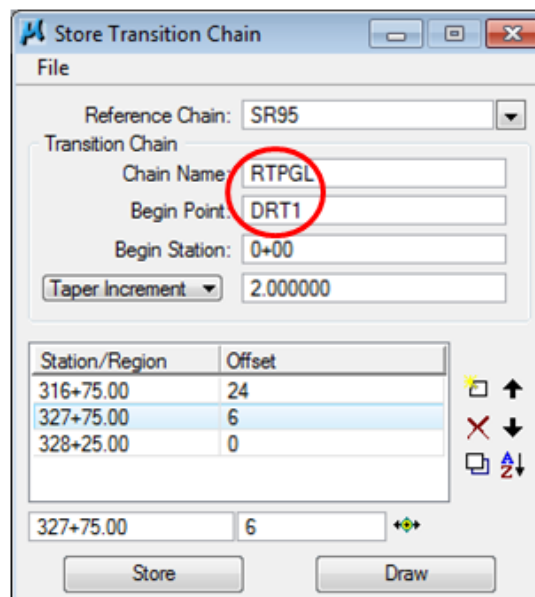 Store Transition Chain
File
Reference Chain: SR95
Transition Chain
Chain Name: RTPGL
Begin Point: DRT1
Begin Station: 0+00
Taper Increment 2.000000
Station/Region Offset
316+75.00 24
327+75.00 6
328+25.00 0
327+75.00 6
Store Draw